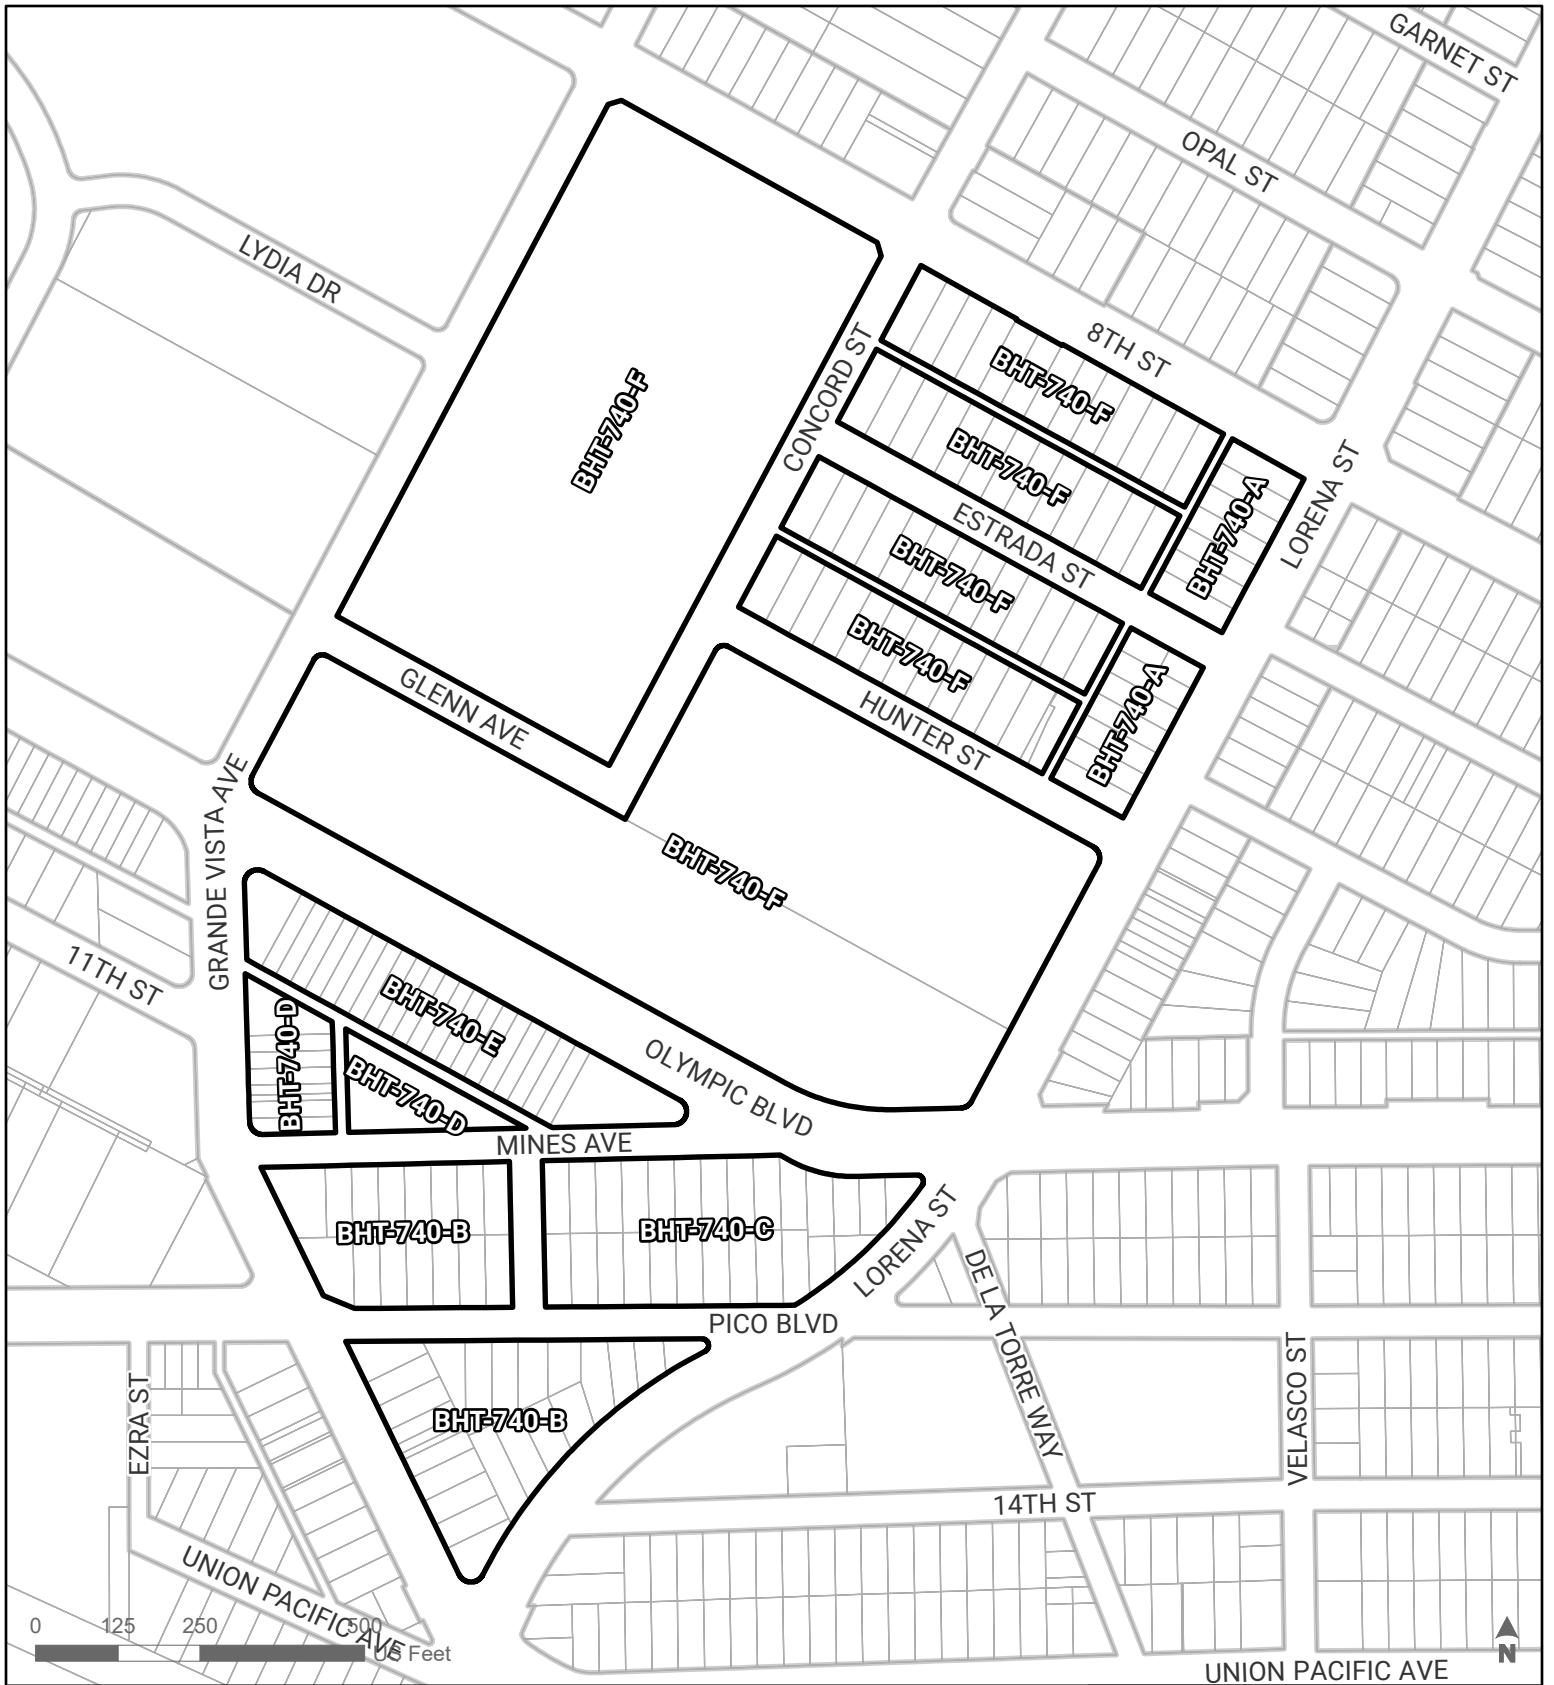 GARNET ST
OPAL ST
LYDIA DR
8TH ST
CONCORD ST
BHT-740-F
BHT-740-F
BHT-740-F
LORENA ST
BHT-740-A
ESTRADA ST
BHT-740-F
BHT-740-F
BHT-740-A
GLENN AVE
HUNTER ST
GRANDE VISTA AVE
BHT-740-F
11TH ST
BHT-740-E
BHT-740-D
BHT-740-D
OLYMPIC BLVD
MINES AVE
BHT-740-B
BHT-740-C
LORENA ST
DE LA TORRE WAY
PICO BLVD
VELASCO ST
EZRA ST
BHT-740-B
14TH ST
UNION PACIFIC AVE
0 125 250 500
US Feet
N
UNION PACIFIC AVE